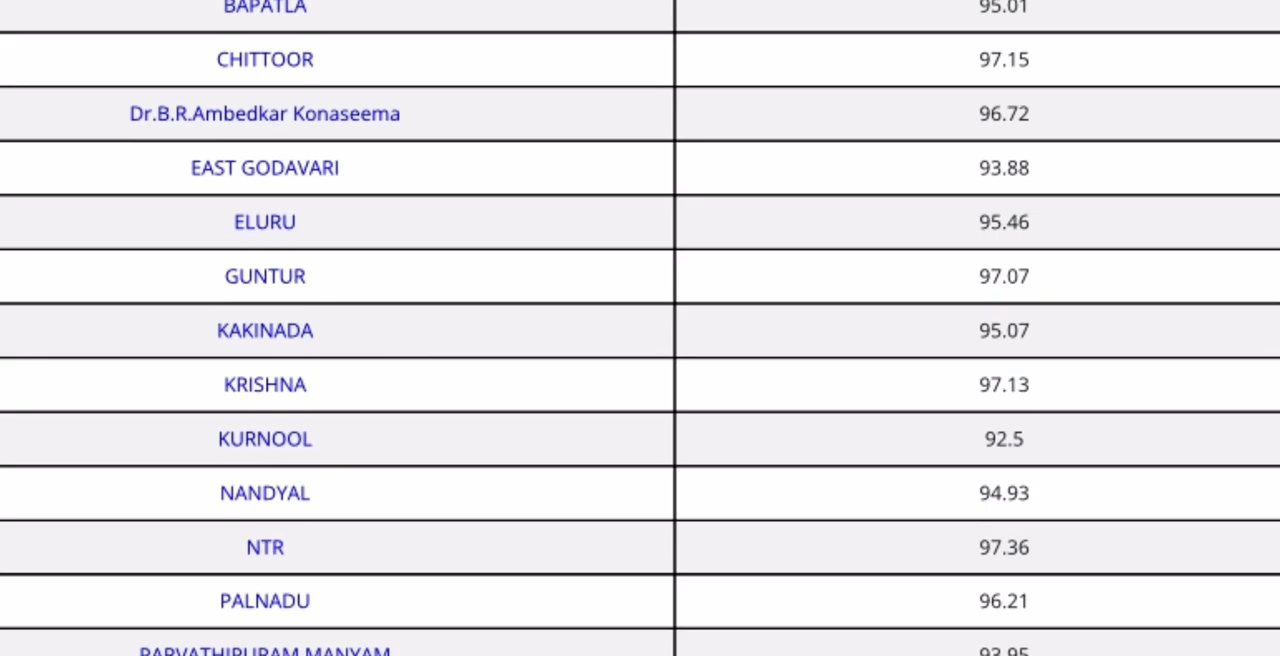 BAPATLA 95.01
CHITTOOR 97.15
Dr.B.R.Ambedkar Konaseema 96.72
EAST GODAVARI 93.88
ELURU 95.46
GUNTUR 97.07
KAKINADA 95.07
KRISHNA 97.13
KURNOOL 92.5
NANDYAL 94.93
NTR 97.36
PALNADU 96.21
PARVATHIPURAM MANYAM 93.95